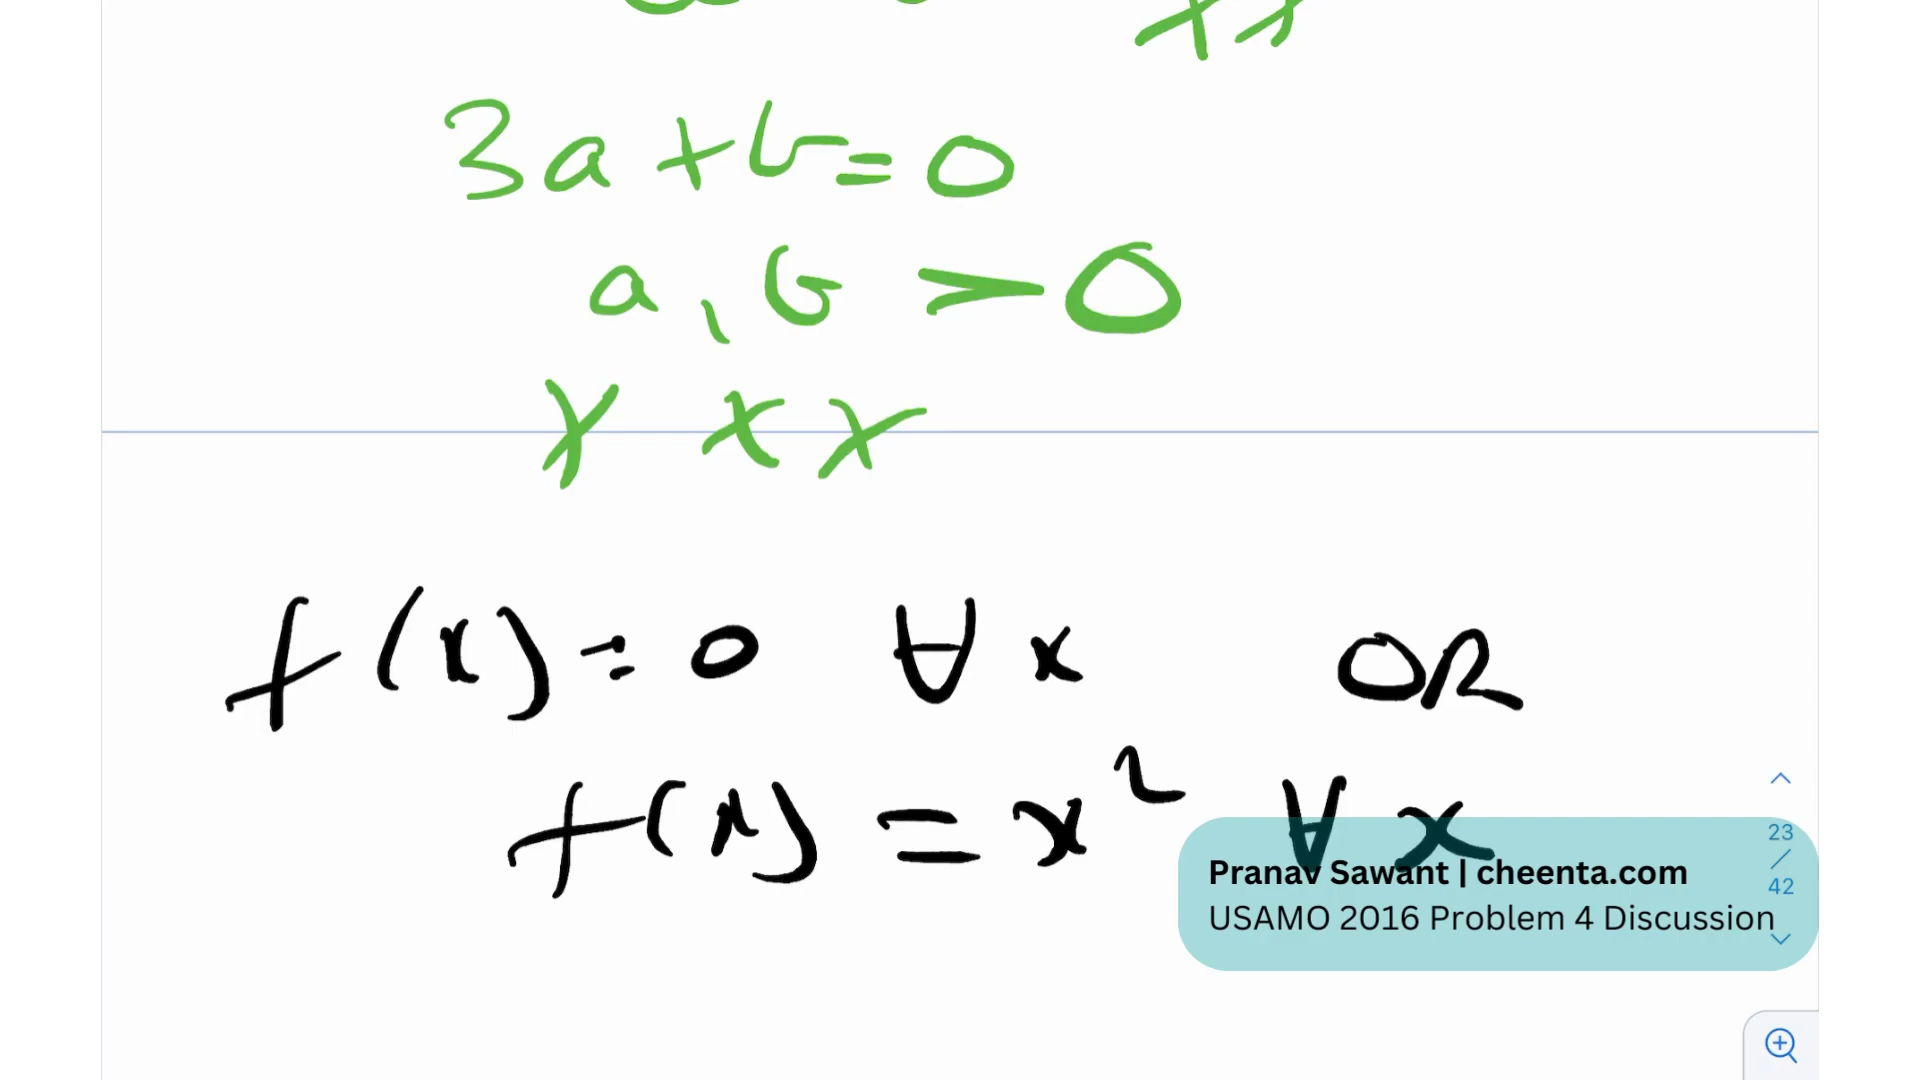 3a + b = 0
a, b > 0
x x x
f(x) = 0 ∀ x OR
f(x) = x² ∀ x
23
/
42
Pranav Sawant | cheenta.com
USAMO 2016 Problem 4 Discussion